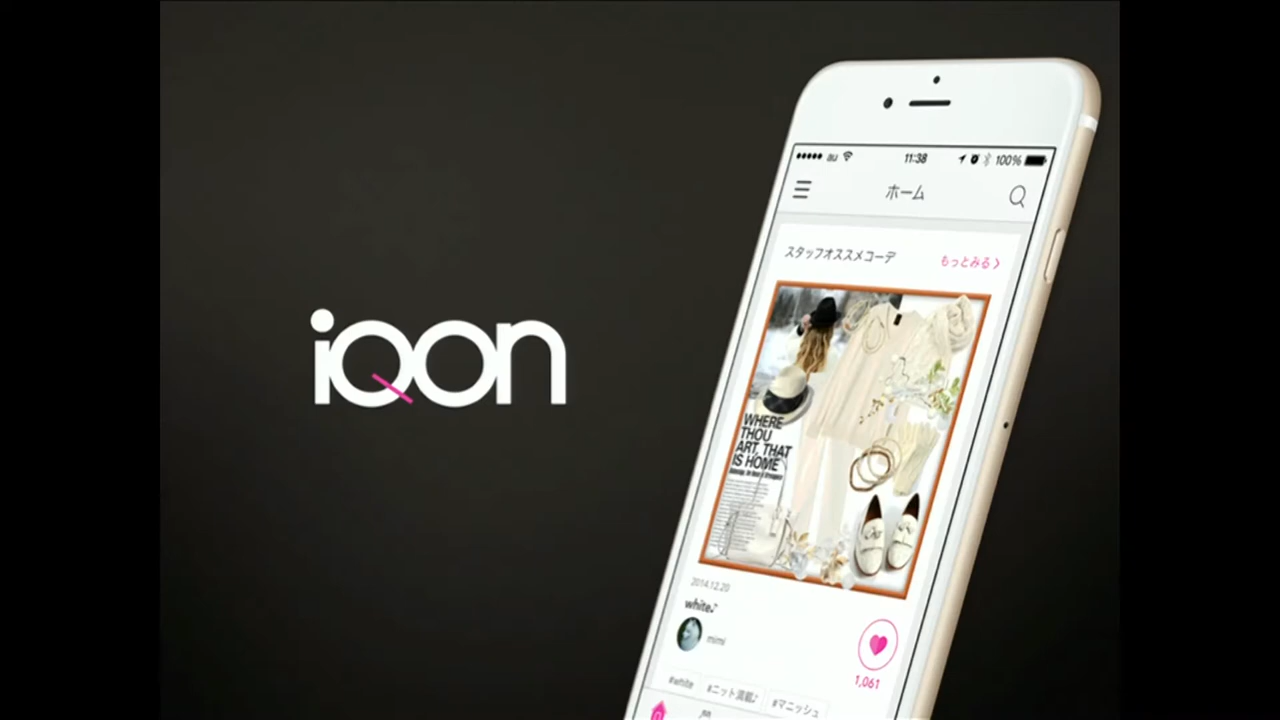 iQON
au
11:38
100%
ホーム
スタッフオススメコーデ
もっとみる
WHERE
THOU
ART, THAT
IS HOME
2014.12.20
white♪
mimi
1,061
#white
#ニット満載♪
#マニッシュ